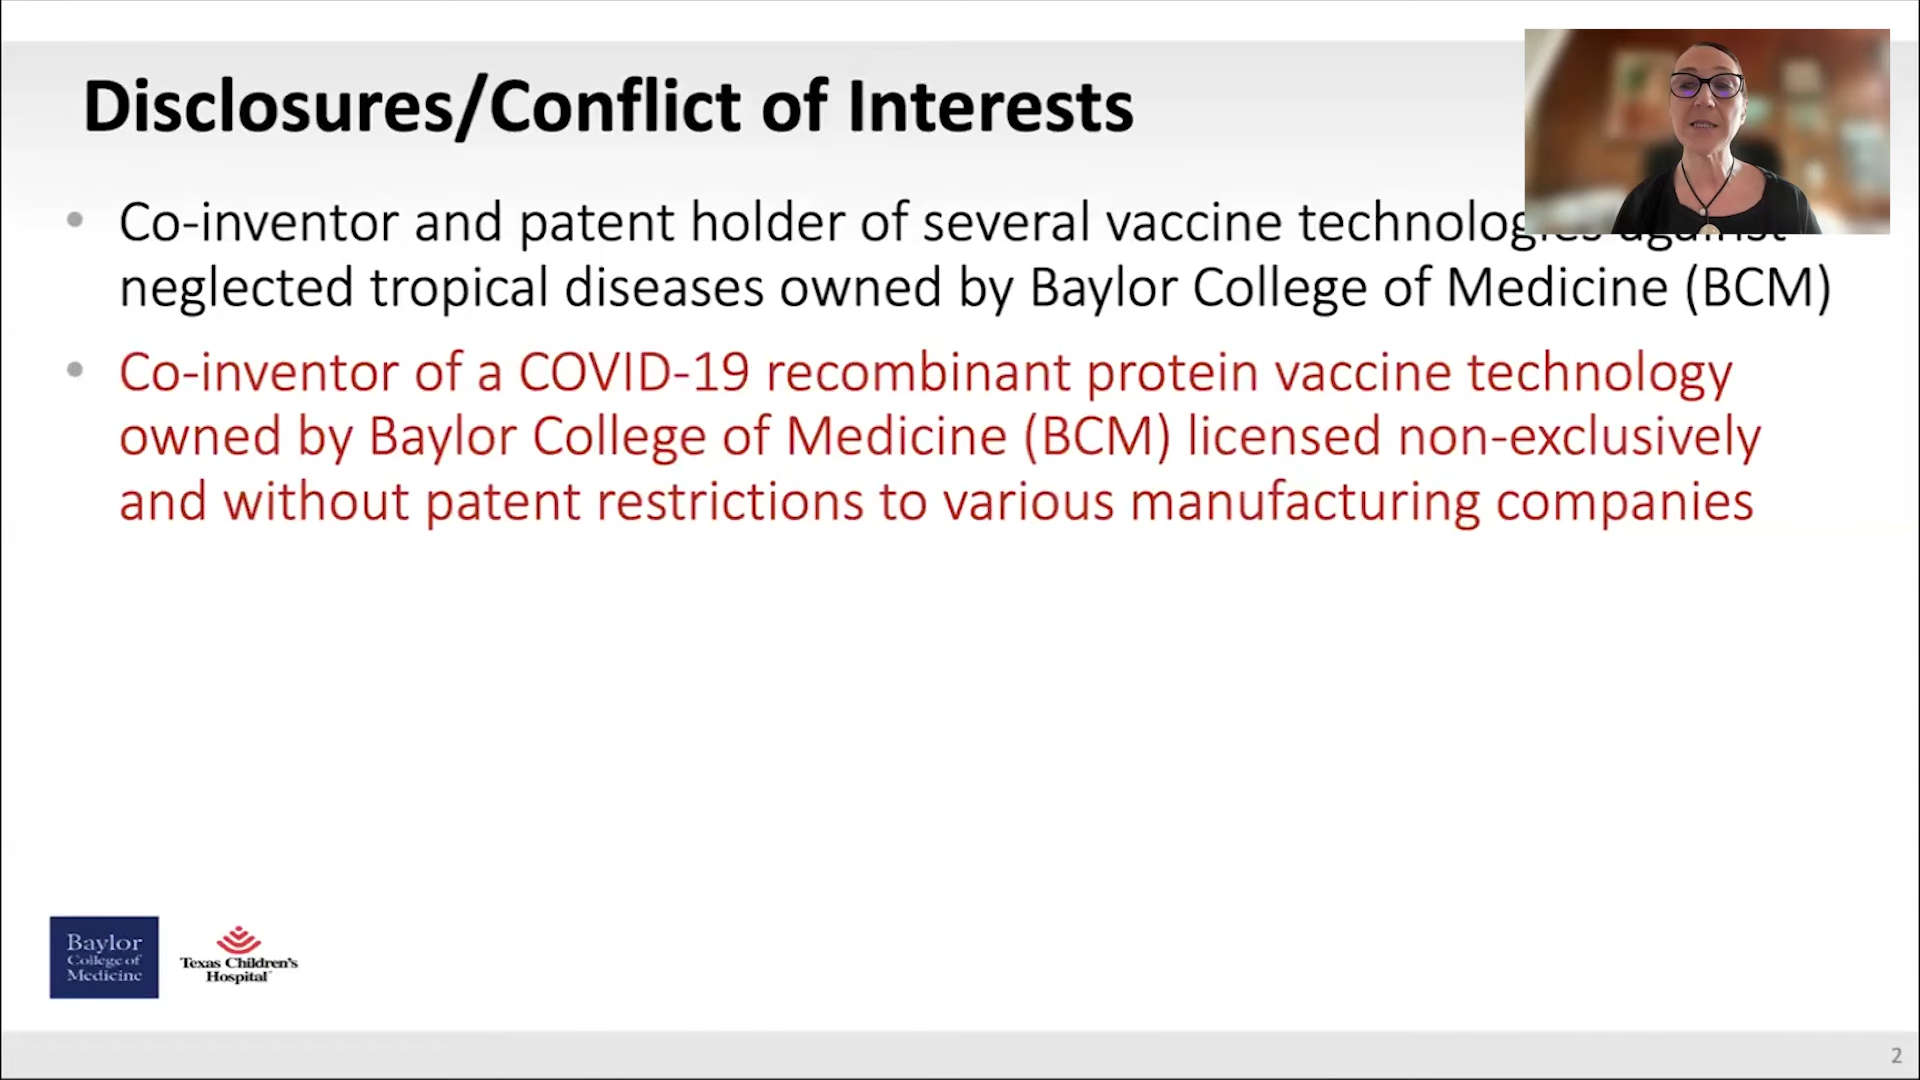 Disclosures/Conflict of Interests
• Co-inventor and patent holder of several vaccine technologies against
neglected tropical diseases owned by Baylor College of Medicine (BCM)
• Co-inventor of a COVID-19 recombinant protein vaccine technology
owned by Baylor College of Medicine (BCM) licensed non-exclusively
and without patent restrictions to various manufacturing companies
Baylor
College of
Medicine
Texas Children's
Hospital
2